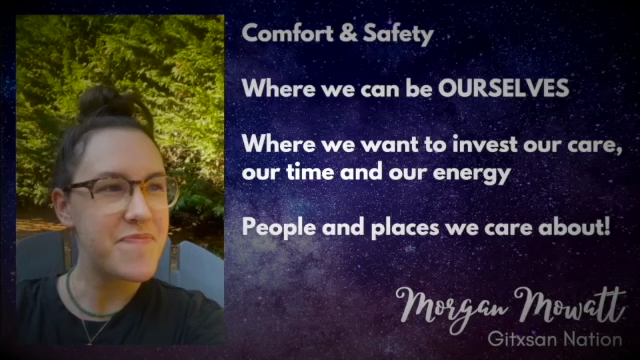 Comfort & Safety
Where we can be OURSELVES
Where we want to invest our care,
our time and our energy
People and places we care about!
Morgan Mowatt
Gitxsan Nation